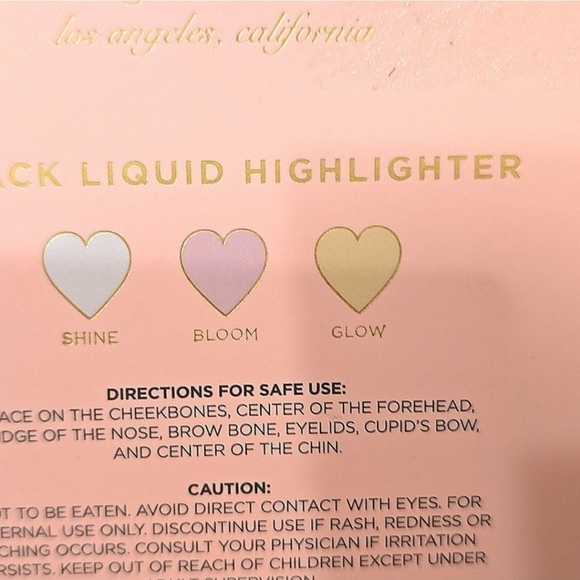 los angeles, california
ACK LIQUID HIGHLIGHTER
SHINE BLOOM GLOW
DIRECTIONS FOR SAFE USE:
ACE ON THE CHEEKBONES, CENTER OF THE FOREHEAD,
DGE OF THE NOSE, BROW BONE, EYELIDS, CUPID'S BOW,
AND CENTER OF THE CHIN.
CAUTION:
OT TO BE EATEN. AVOID DIRECT CONTACT WITH EYES. FOR
ERNAL USE ONLY. DISCONTINUE USE IF RASH, REDNESS OR
CHING OCCURS. CONSULT YOUR PHYSICIAN IF IRRITATION
RSISTS. KEEP OUT OF REACH OF CHILDREN EXCEPT UNDER
SUPERVISION